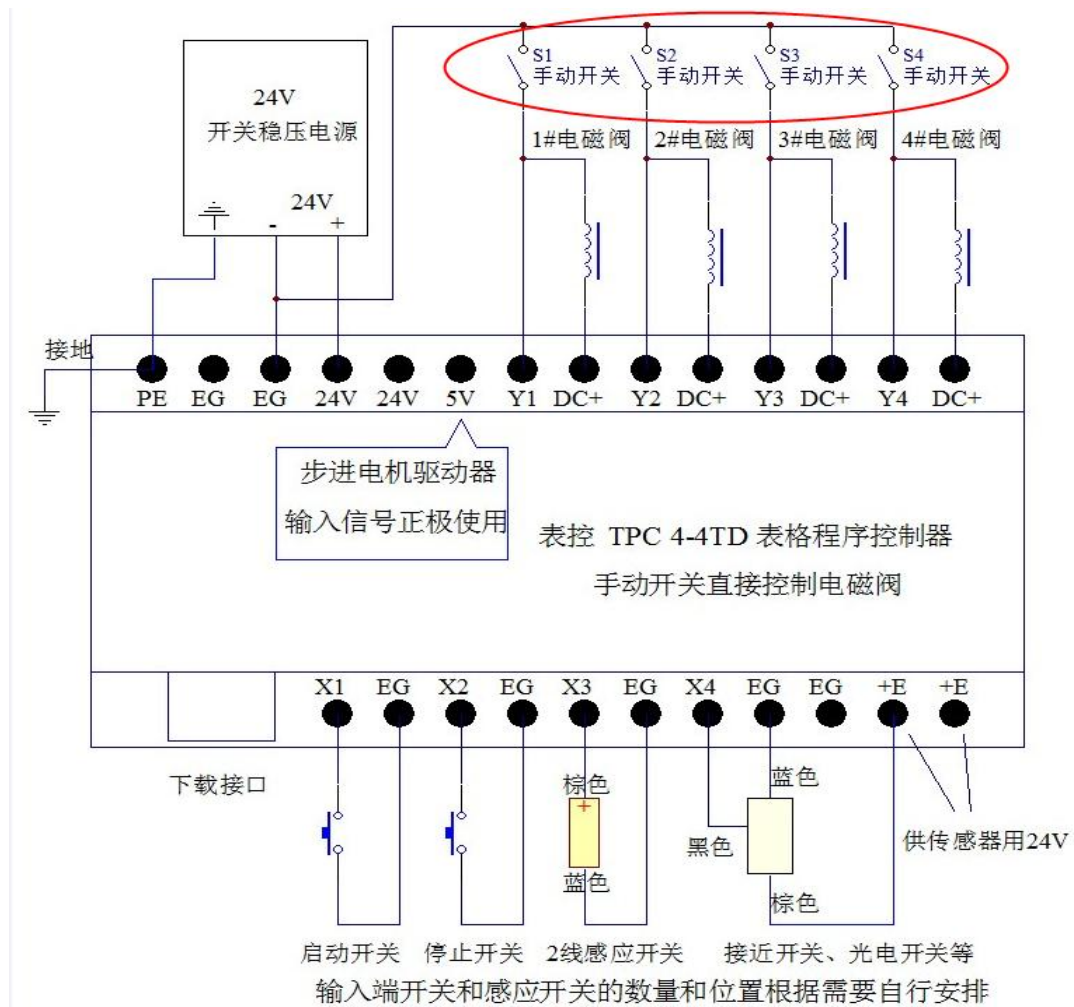 S1 S2 S3 S4
手动开关 手动开关 手动开关 手动开关
24V
开关稳压电源
1#电磁阀 2#电磁阀 3#电磁阀 4#电磁阀
24V
- +
接地
PE EG EG 24V 24V 5V Y1 DC+ Y2 DC+ Y3 DC+ Y4 DC+
步进电机驱动器
输入信号正极使用
表控 TPC 4-4TD 表格程序控制器
手动开关直接控制电磁阀
X1 EG X2 EG X3 EG X4 EG EG +E +E
下载接口
棕色
+
蓝色
蓝色
黑色
棕色
供传感器用24V
启动开关 停止开关 2线感应开关 接近开关、光电开关等
输入端开关和感应开关的数量和位置根据需要自行安排